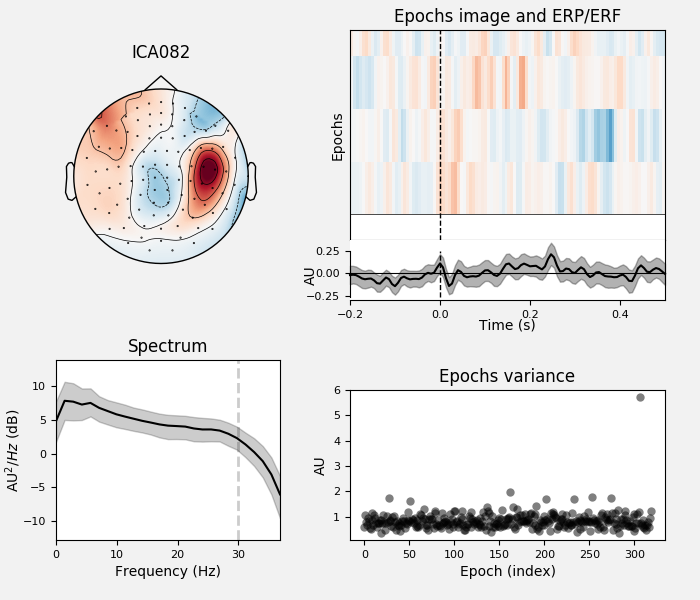 ICA082
Epochs image and ERP/ERF
Epochs
0.25
0.00
−0.25
AU
−0.2 0.0 0.2 0.4
Time (s)
Spectrum
10
5
0
−5
−10
AU²/Hz (dB)
0 10 20 30
Frequency (Hz)
Epochs variance
6
5
4
3
2
1
AU
0 50 100 150 200 250 300
Epoch (index)